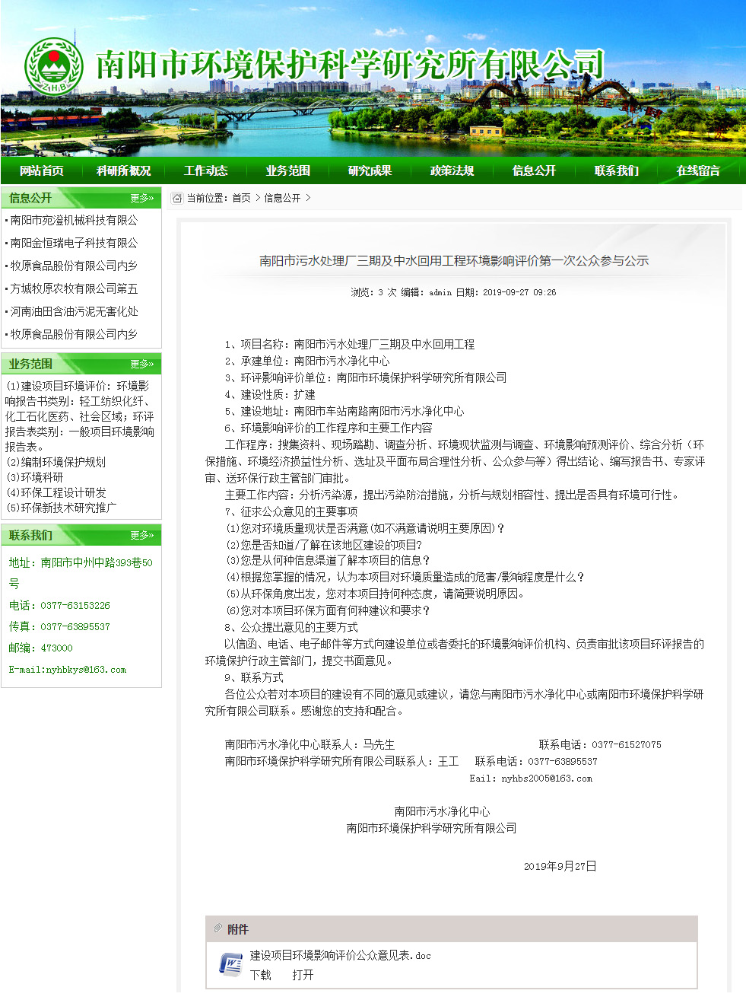 南阳市环境保护科学研究所有限公司
网站首页 科研所概况 工作动态 业务范围 研究成果 政策法规 信息公开 联系我们 在线留言
信息公开 更多»
南阳市宛澄机械科技有限公
南阳金恒瑞电子科技有限公
牧原食品股份有限公司内乡
方城牧原农牧有限公司第五
河南油田含油污泥无害化处
牧原食品股份有限公司内乡
业务范围 更多»
(1)建设项目环境评价：环境影
响报告书类别：轻工纺织化纤、
化工石化医药、社会区域；环评
报告表类别：一般项目环境影响
报告表。
(2)编制环境保护规划
(3)环境科研
(4)环保工程设计研发
(5)环保新技术研究推广
联系我们 更多»
地址：南阳市中州中路393巷50
号
电话：0377-63153226
传真：0377-63895537
邮编：473000
E-mail:nyhbkys@163.com
当前位置：首页 > 信息公开 >
南阳市污水处理厂三期及中水回用工程环境影响评价第一次公众参与公示
浏览：3 次 编辑：admin 日期：2019-09-27 09:26
1、项目名称：南阳市污水处理厂三期及中水回用工程
2、承建单位：南阳市污水净化中心
3、环评影响评价单位：南阳市环境保护科学研究所有限公司
4、建设性质：扩建
5、建设地址：南阳市车站南路南阳市污水净化中心
6、环境影响评价的工作程序和主要工作内容
工作程序：搜集资料、现场踏勘、调查分析、环境现状监测与调查、环境影响预测评价、综合分析（环
保措施、环境经济损益性分析、选址及平面布局合理性分析、公众参与等）得出结论、编写报告书、专家评
审、送环保行政主管部门审批。
主要工作内容：分析污染源，提出污染防治措施，分析与规划相容性、提出是否具有环境可行性。
7、征求公众意见的主要事项
(1)您对环境质量现状是否满意(如不满意请说明主要原因)？
(2)您是否知道/了解在该地区建设的项目？
(3)您是从何种信息渠道了解本项目的信息？
(4)根据您掌握的情况，认为本项目对环境质量造成的危害/影响程度是什么？
(5)从环保角度出发，您对本项目持何种态度，请简要说明原因。
(6)您对本项目环保方面有何种建议和要求？
8、公众提出意见的主要方式
以信函、电话、电子邮件等方式向建设单位或者委托的环境影响评价机构、负责审批该项目环评报告的
环境保护行政主管部门，提交书面意见。
9、联系方式
各位公众若对本项目的建设有不同的意见或建议，请您与南阳市污水净化中心或南阳市环境保护科学研
究所有限公司联系。感谢您的支持和配合。
南阳市污水净化中心联系人：马先生 联系电话：0377-61527075
南阳市环境保护科学研究所有限公司联系人：王工 联系电话：0377-63895537
Eail：nyhbs2005@163.com
南阳市污水净化中心
南阳市环境保护科学研究所有限公司
2019年9月27日
附件
建设项目环境影响评价公众意见表.doc
下载 打开